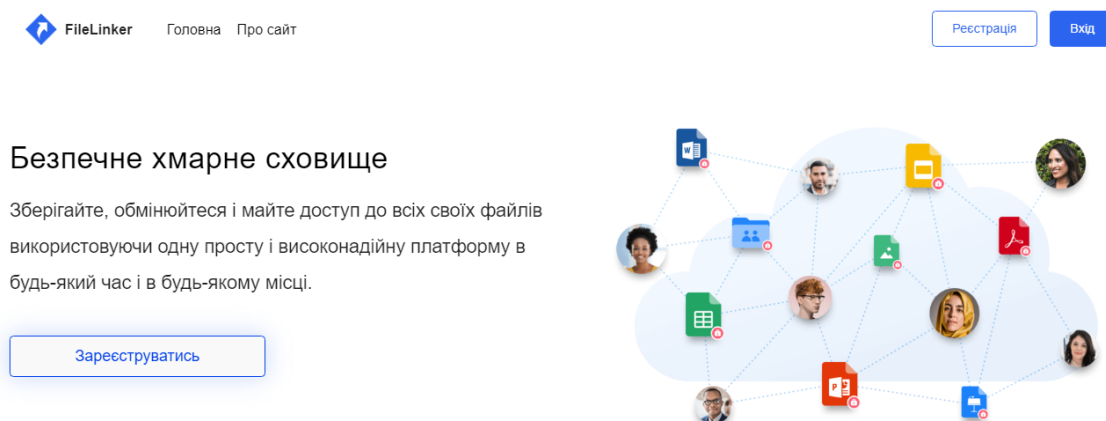 FileLinker Головна Про сайт Реєстрація Вхід
Безпечне хмарне сховище
Зберігайте, обмінюйтеся і майте доступ до всіх своїх файлів
використовуючи одну просту і високонадійну платформу в
будь-який час і в будь-якому місці.
Зареєструватись
W
P